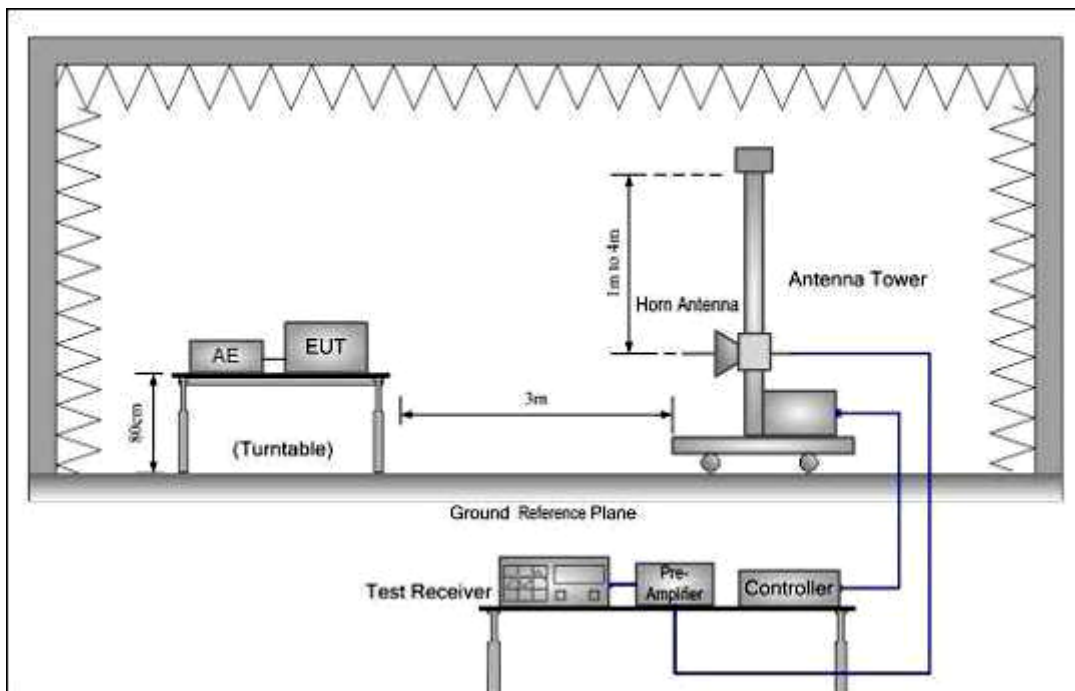 1m to 4m
Antenna Tower
Horn Antenna
AE
EUT
3m
80cm
(Turntable)
Ground Reference Plane
Test Receiver
Pre-
Amplifier
Controller